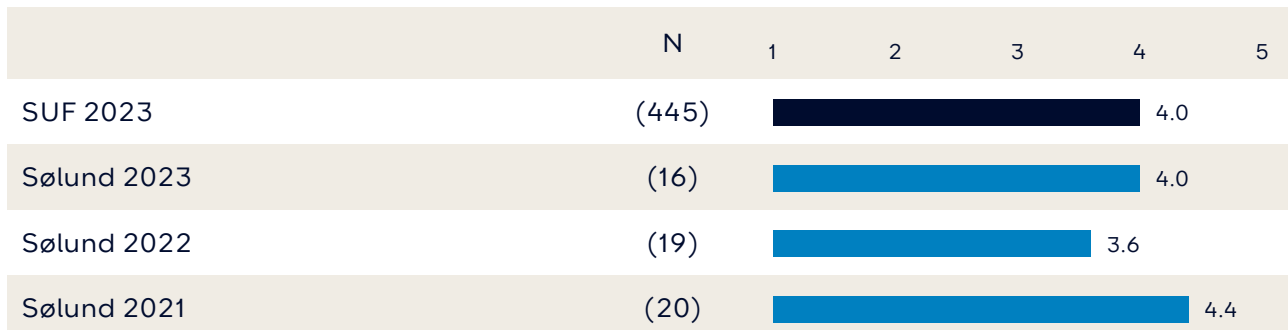 N 1 2 3 4 5
SUF 2023 (445) 4.0
Sølund 2023 (16) 4.0
Sølund 2022 (19) 3.6
Sølund 2021 (20) 4.4